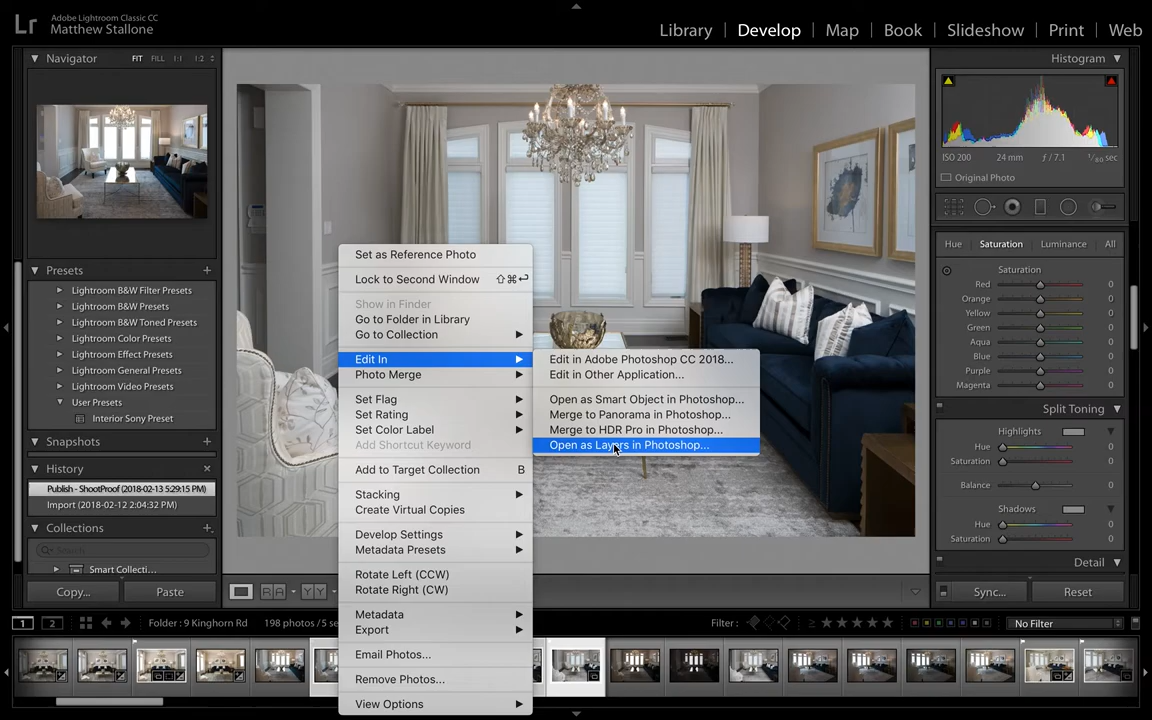 Lr
Adobe Lightroom Classic CC
Matthew Stallone
Library | Develop | Map | Book | Slideshow | Print | Web
Navigator FIT FILL 1:1 1:2
Presets +
Lightroom B&W Filter Presets
Lightroom B&W Presets
Lightroom B&W Toned Presets
Lightroom Color Presets
Lightroom Effect Presets
Lightroom General Presets
Lightroom Video Presets
User Presets
Interior Sony Preset
Snapshots +
History ×
Publish - ShootProof (2018-02-13 5:29:15 PM)
Import (2018-02-12 2:04:32 PM)
Collections +
Search
Smart Collecti...
Copy... Paste
Set as Reference Photo
Lock to Second Window ⇧⌘↩
Show in Finder
Go to Folder in Library
Go to Collection
Edit In
Photo Merge
Set Flag
Set Rating
Set Color Label
Add Shortcut Keyword
Add to Target Collection B
Stacking
Create Virtual Copies
Develop Settings
Metadata Presets
Rotate Left (CCW)
Rotate Right (CW)
Metadata
Export
Email Photos...
Remove Photos...
View Options
Edit in Adobe Photoshop CC 2018...
Edit in Other Application...
Open as Smart Object in Photoshop...
Merge to Panorama in Photoshop...
Merge to HDR Pro in Photoshop...
Open as Layers in Photoshop...
Histogram
ISO 200 24 mm ƒ / 7.1 1/80 sec
Original Photo
Hue Saturation Luminance All
Saturation
Red 0
Orange 0
Yellow 0
Green 0
Aqua 0
Blue 0
Purple 0
Magenta 0
Split Toning
Highlights
Hue 0
Saturation 0
Balance 0
Shadows
Hue 0
Saturation 0
Detail
Sync... Reset
R A Y Y
1 2 Folder : 9 Kinghorn Rd 198 photos / 5 se
Filter : ≥ ★★★★★ No Filter